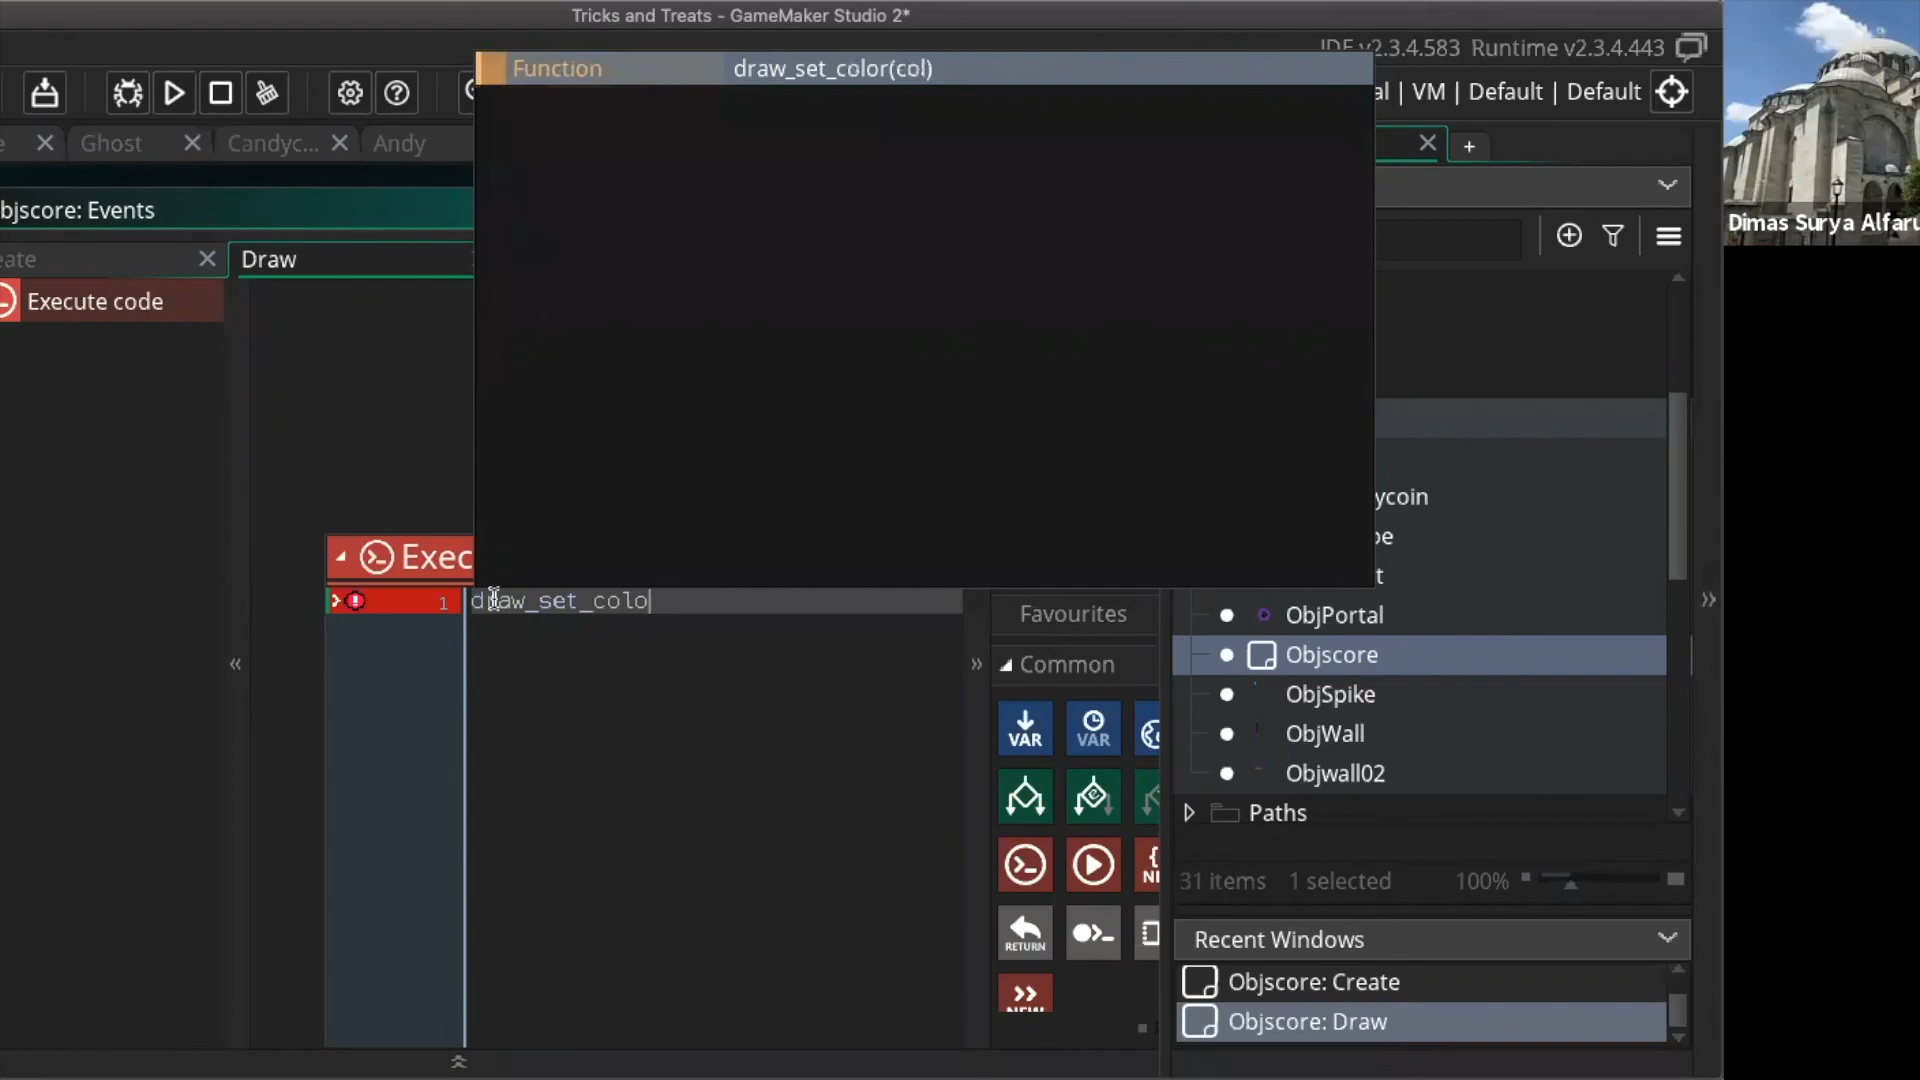 Tricks and Treats - GameMaker Studio 2*
IDE v2.3.4.583 Runtime v2.3.4.443
Function draw_set_color(col)
al | VM | Default | Default
e Ghost Candyc... Andy
+
bjscore: Events
Dimas Surya Alfaru
eate Draw
Execute code
ycoin
pe
t
Exec
1 draw_set_colo
Favourites
ObjPortal
Common
Objscore
ObjSpike
VAR VAR
ObjWall
Objwall02
Paths
NE
31 items 1 selected 100%
RETURN
Recent Windows
Objscore: Create
NEW
Objscore: Draw